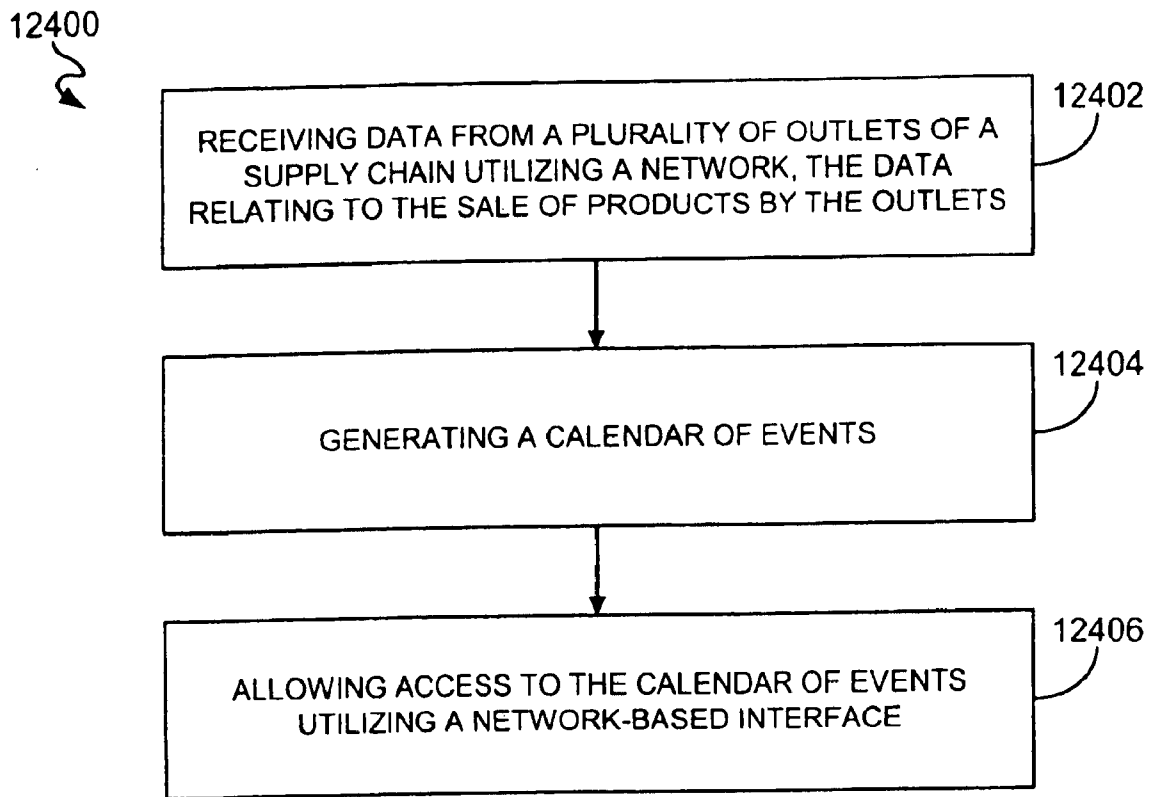 12400
12402
RECEIVING DATA FROM A PLURALITY OF OUTLETS OF A
SUPPLY CHAIN UTILIZING A NETWORK, THE DATA
RELATING TO THE SALE OF PRODUCTS BY THE OUTLETS
12404
GENERATING A CALENDAR OF EVENTS
12406
ALLOWING ACCESS TO THE CALENDAR OF EVENTS
UTILIZING A NETWORK-BASED INTERFACE